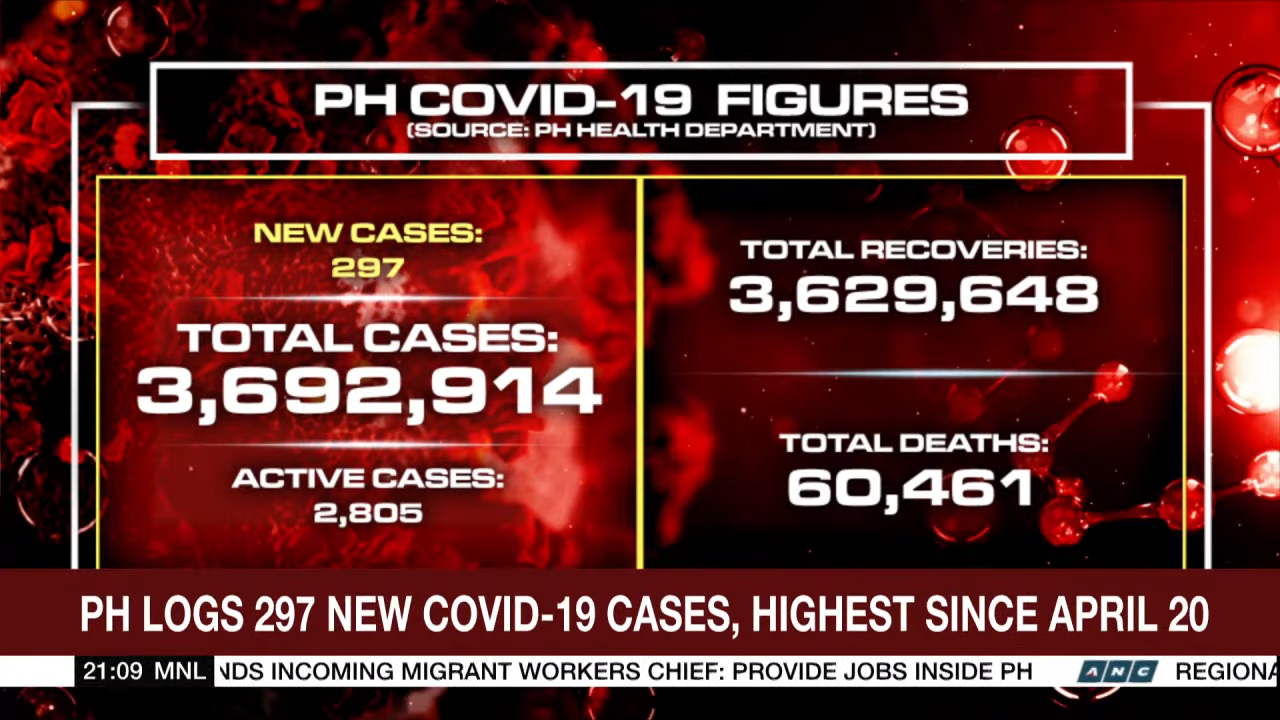 PH COVID-19 FIGURES
(SOURCE: PH HEALTH DEPARTMENT)
NEW CASES:
297
TOTAL CASES:
3,692,914
ACTIVE CASES:
2,805
TOTAL RECOVERIES:
3,629,648
TOTAL DEATHS:
60,461
PH LOGS 297 NEW COVID-19 CASES, HIGHEST SINCE APRIL 20
21:09 MNL NDS INCOMING MIGRANT WORKERS CHIEF: PROVIDE JOBS INSIDE PH ANC REGIONA